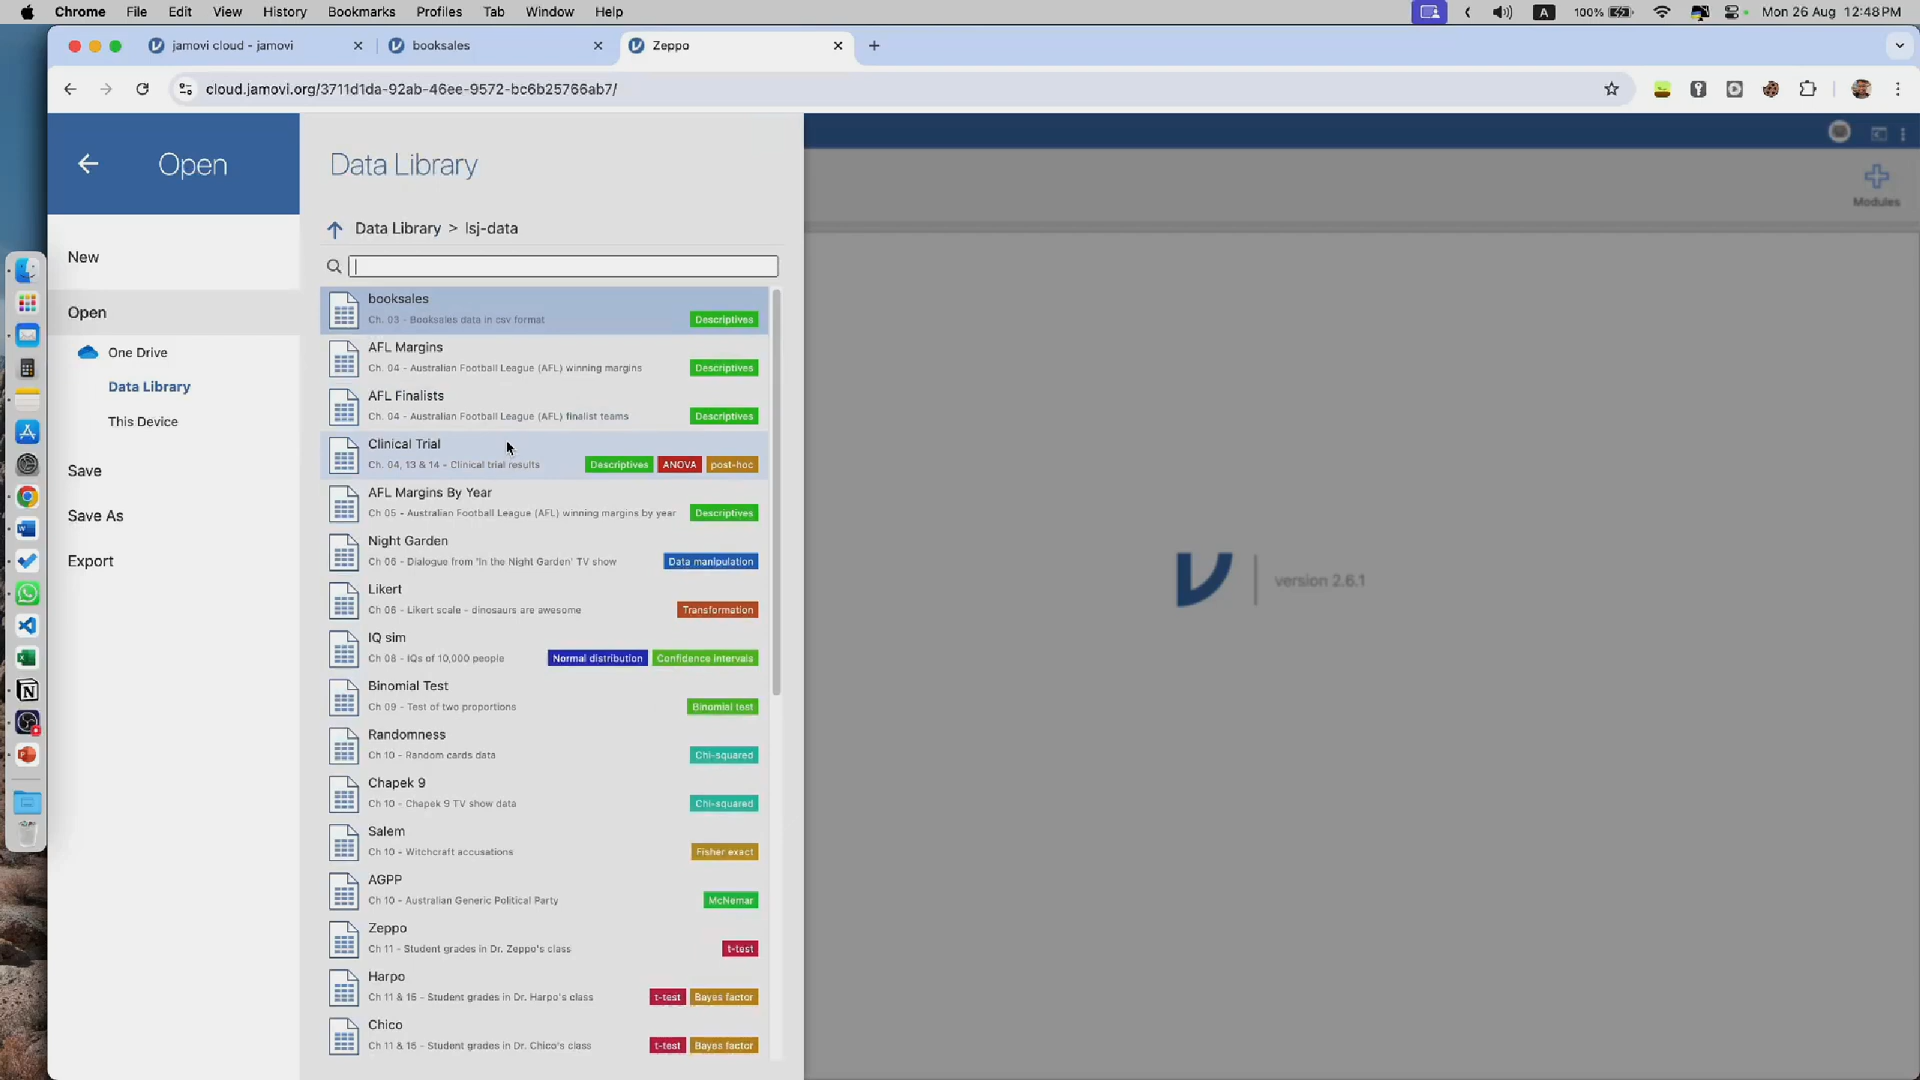 Chrome File Edit View History Bookmarks Profiles Tab Window Help
A 100% Mon 26 Aug 12:48 PM
jamovi cloud - jamovi booksales Zeppo
cloud.jamovi.org/3711d1da-92ab-46ee-9572-bc6b25766ab7/
Open
New
Open
One Drive
Data Library
This Device
Save
Save As
Export
Data Library
Data Library > lsj-data
booksales
Ch. 03 - Booksales data in csv format Descriptives
AFL Margins
Ch. 04 - Australian Football League (AFL) winning margins Descriptives
AFL Finalists
Ch. 04 - Australian Football League (AFL) finalist teams Descriptives
Clinical Trial
Ch. 04, 13 & 14 - Clinical trial results Descriptives ANOVA post-hoc
AFL Margins By Year
Ch 05 - Australian Football League (AFL) winning margins by year Descriptives
Night Garden
Ch 06 - Dialogue from 'In the Night Garden' TV show Data manipulation
Likert
Ch 06 - Likert scale - dinosaurs are awesome Transformation
IQ sim
Ch 08 - IQs of 10,000 people Normal distribution Confidence intervals
Binomial Test
Ch 09 - Test of two proportions Binomial test
Randomness
Ch 10 - Random cards data Chi-squared
Chapek 9
Ch 10 - Chapek 9 TV show data Chi-squared
Salem
Ch 10 - Witchcraft accusations Fisher exact
AGPP
Ch 10 - Australian Generic Political Party McNemar
Zeppo
Ch 11 - Student grades in Dr. Zeppo's class t-test
Harpo
Ch 11 & 16 - Student grades in Dr. Harpo's class t-test Bayes factor
Chico
Ch 11 & 16 - Student grades in Dr. Chico's class t-test Bayes factor
Modules
version 2.6.1